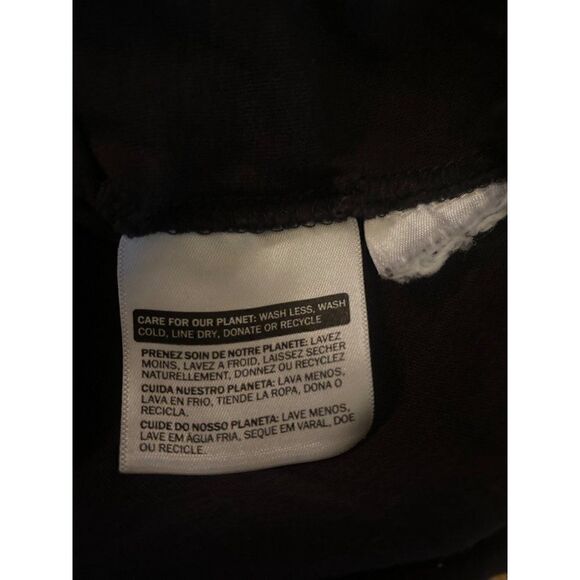 CARE FOR OUR PLANET: WASH LESS, WASH
COLD, LINE DRY, DONATE OR RECYCLE
PRENEZ SOIN DE NOTRE PLANETE: LAVEZ
MOINS, LAVEZ A FROID, LAISSEZ SECHER
NATURELLEMENT, DONNEZ OU RECYCLEZ
CUIDA NUESTRO PLANETA: LAVA MENOS,
LAVA EN FRIO, TIENDE LA ROPA, DONA O
RECICLA.
CUIDE DO NOSSO PLANETA: LAVE MENOS,
LAVE EM ÁGUA FRIA, SEQUE EM VARAL, DOE
OU RECICLE.